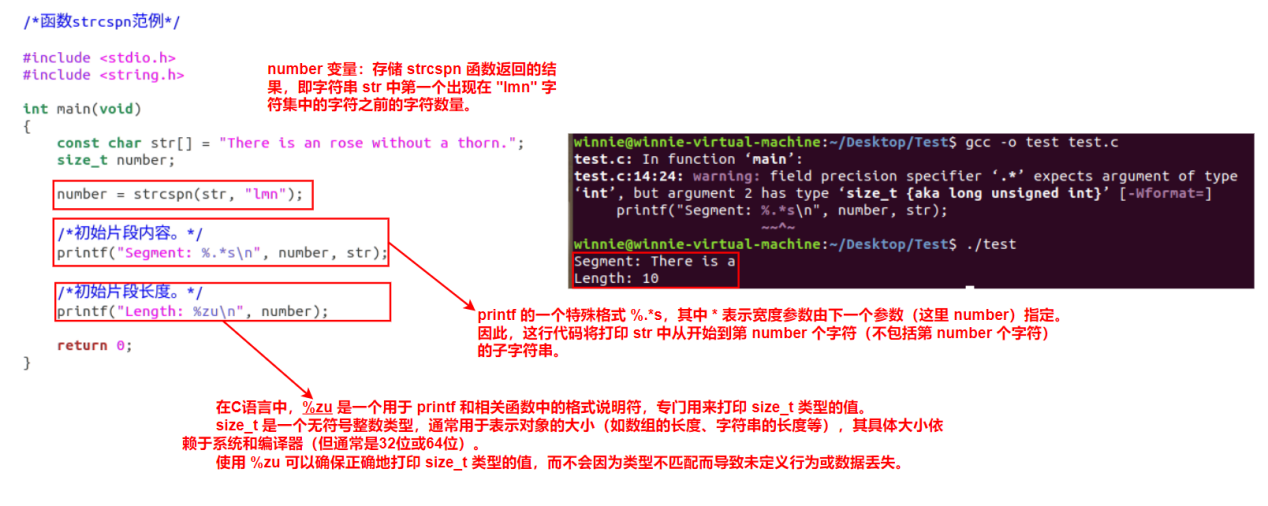 /*函数strcspn范例*/
#include <stdio.h>
#include <string.h>
int main(void)
{
const char str[] = "There is an rose without a thorn.";
size_t number;
number = strcspn(str, "lmn");
/*初始片段内容。*/
printf("Segment: %.*s\n", number, str);
/*初始片段长度。*/
printf("Length: %zu\n", number);
return 0;
}
number 变量：存储 strcspn 函数返回的结
果，即字符串 str 中第一个出现在 "lmn" 字
符集中的字符之前的字符数量。
winnie@winnie-virtual-machine:~/Desktop/Test$ gcc -o test test.c
test.c: In function ‘main’:
test.c:14:24: warning: field precision specifier ‘.*’ expects argument of type
‘int’, but argument 2 has type ‘size_t {aka long unsigned int}’ [-Wformat=]
printf("Segment: %.*s\n", number, str);
~~^~
winnie@winnie-virtual-machine:~/Desktop/Test$ ./test
Segment: There is a
Length: 10
printf 的一个特殊格式 %.*s，其中 * 表示宽度参数由下一个参数（这里 number）指定。
因此，这行代码将打印 str 中从开始到第 number 个字符（不包括第 number 个字符）
的子字符串。
在C语言中，%zu 是一个用于 printf 和相关函数中的格式说明符，专门用来打印 size_t 类型的值。
size_t 是一个无符号整数类型，通常用于表示对象的大小（如数组的长度、字符串的长度等），其具体大小依
赖于系统和编译器（但通常是32位或64位）。
使用 %zu 可以确保正确地打印 size_t 类型的值，而不会因为类型不匹配而导致未定义行为或数据丢失。